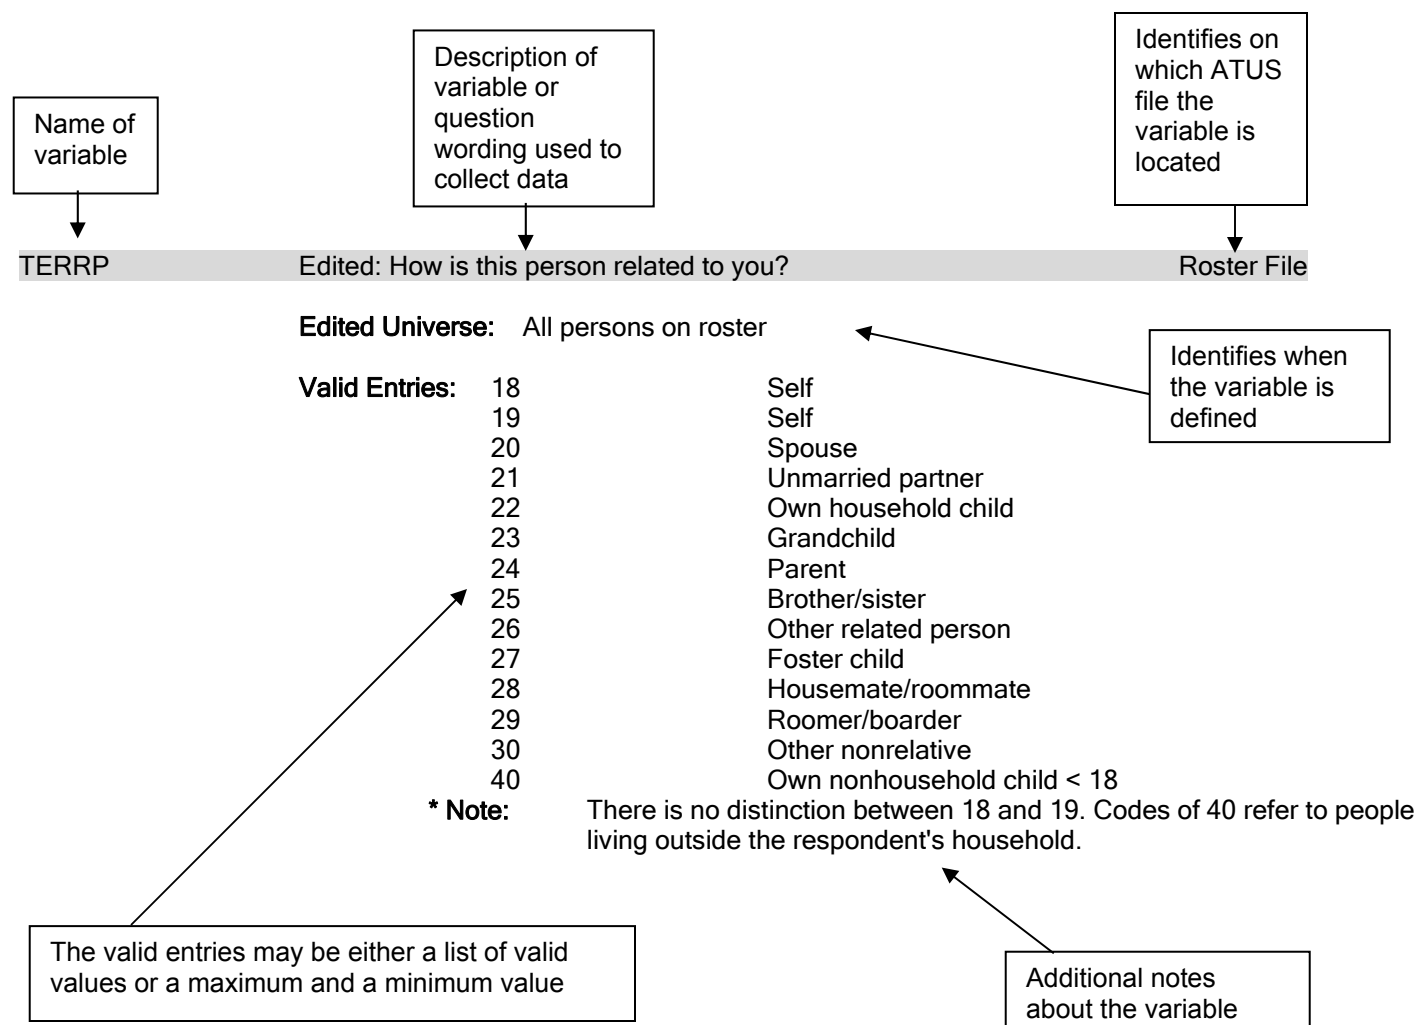 Name of
variable
Description of
variable or
question
wording used to
collect data
Identifies on
which ATUS
file the
variable is
located
TERRP Edited: How is this person related to you? Roster File
Edited Universe: All persons on roster
Identifies when
the variable is
defined
Valid Entries: 18 Self
19 Self
20 Spouse
21 Unmarried partner
22 Own household child
23 Grandchild
24 Parent
25 Brother/sister
26 Other related person
27 Foster child
28 Housemate/roommate
29 Roomer/boarder
30 Other nonrelative
40 Own nonhousehold child < 18
* Note: There is no distinction between 18 and 19. Codes of 40 refer to people
living outside the respondent's household.
The valid entries may be either a list of valid
values or a maximum and a minimum value
Additional notes
about the variable